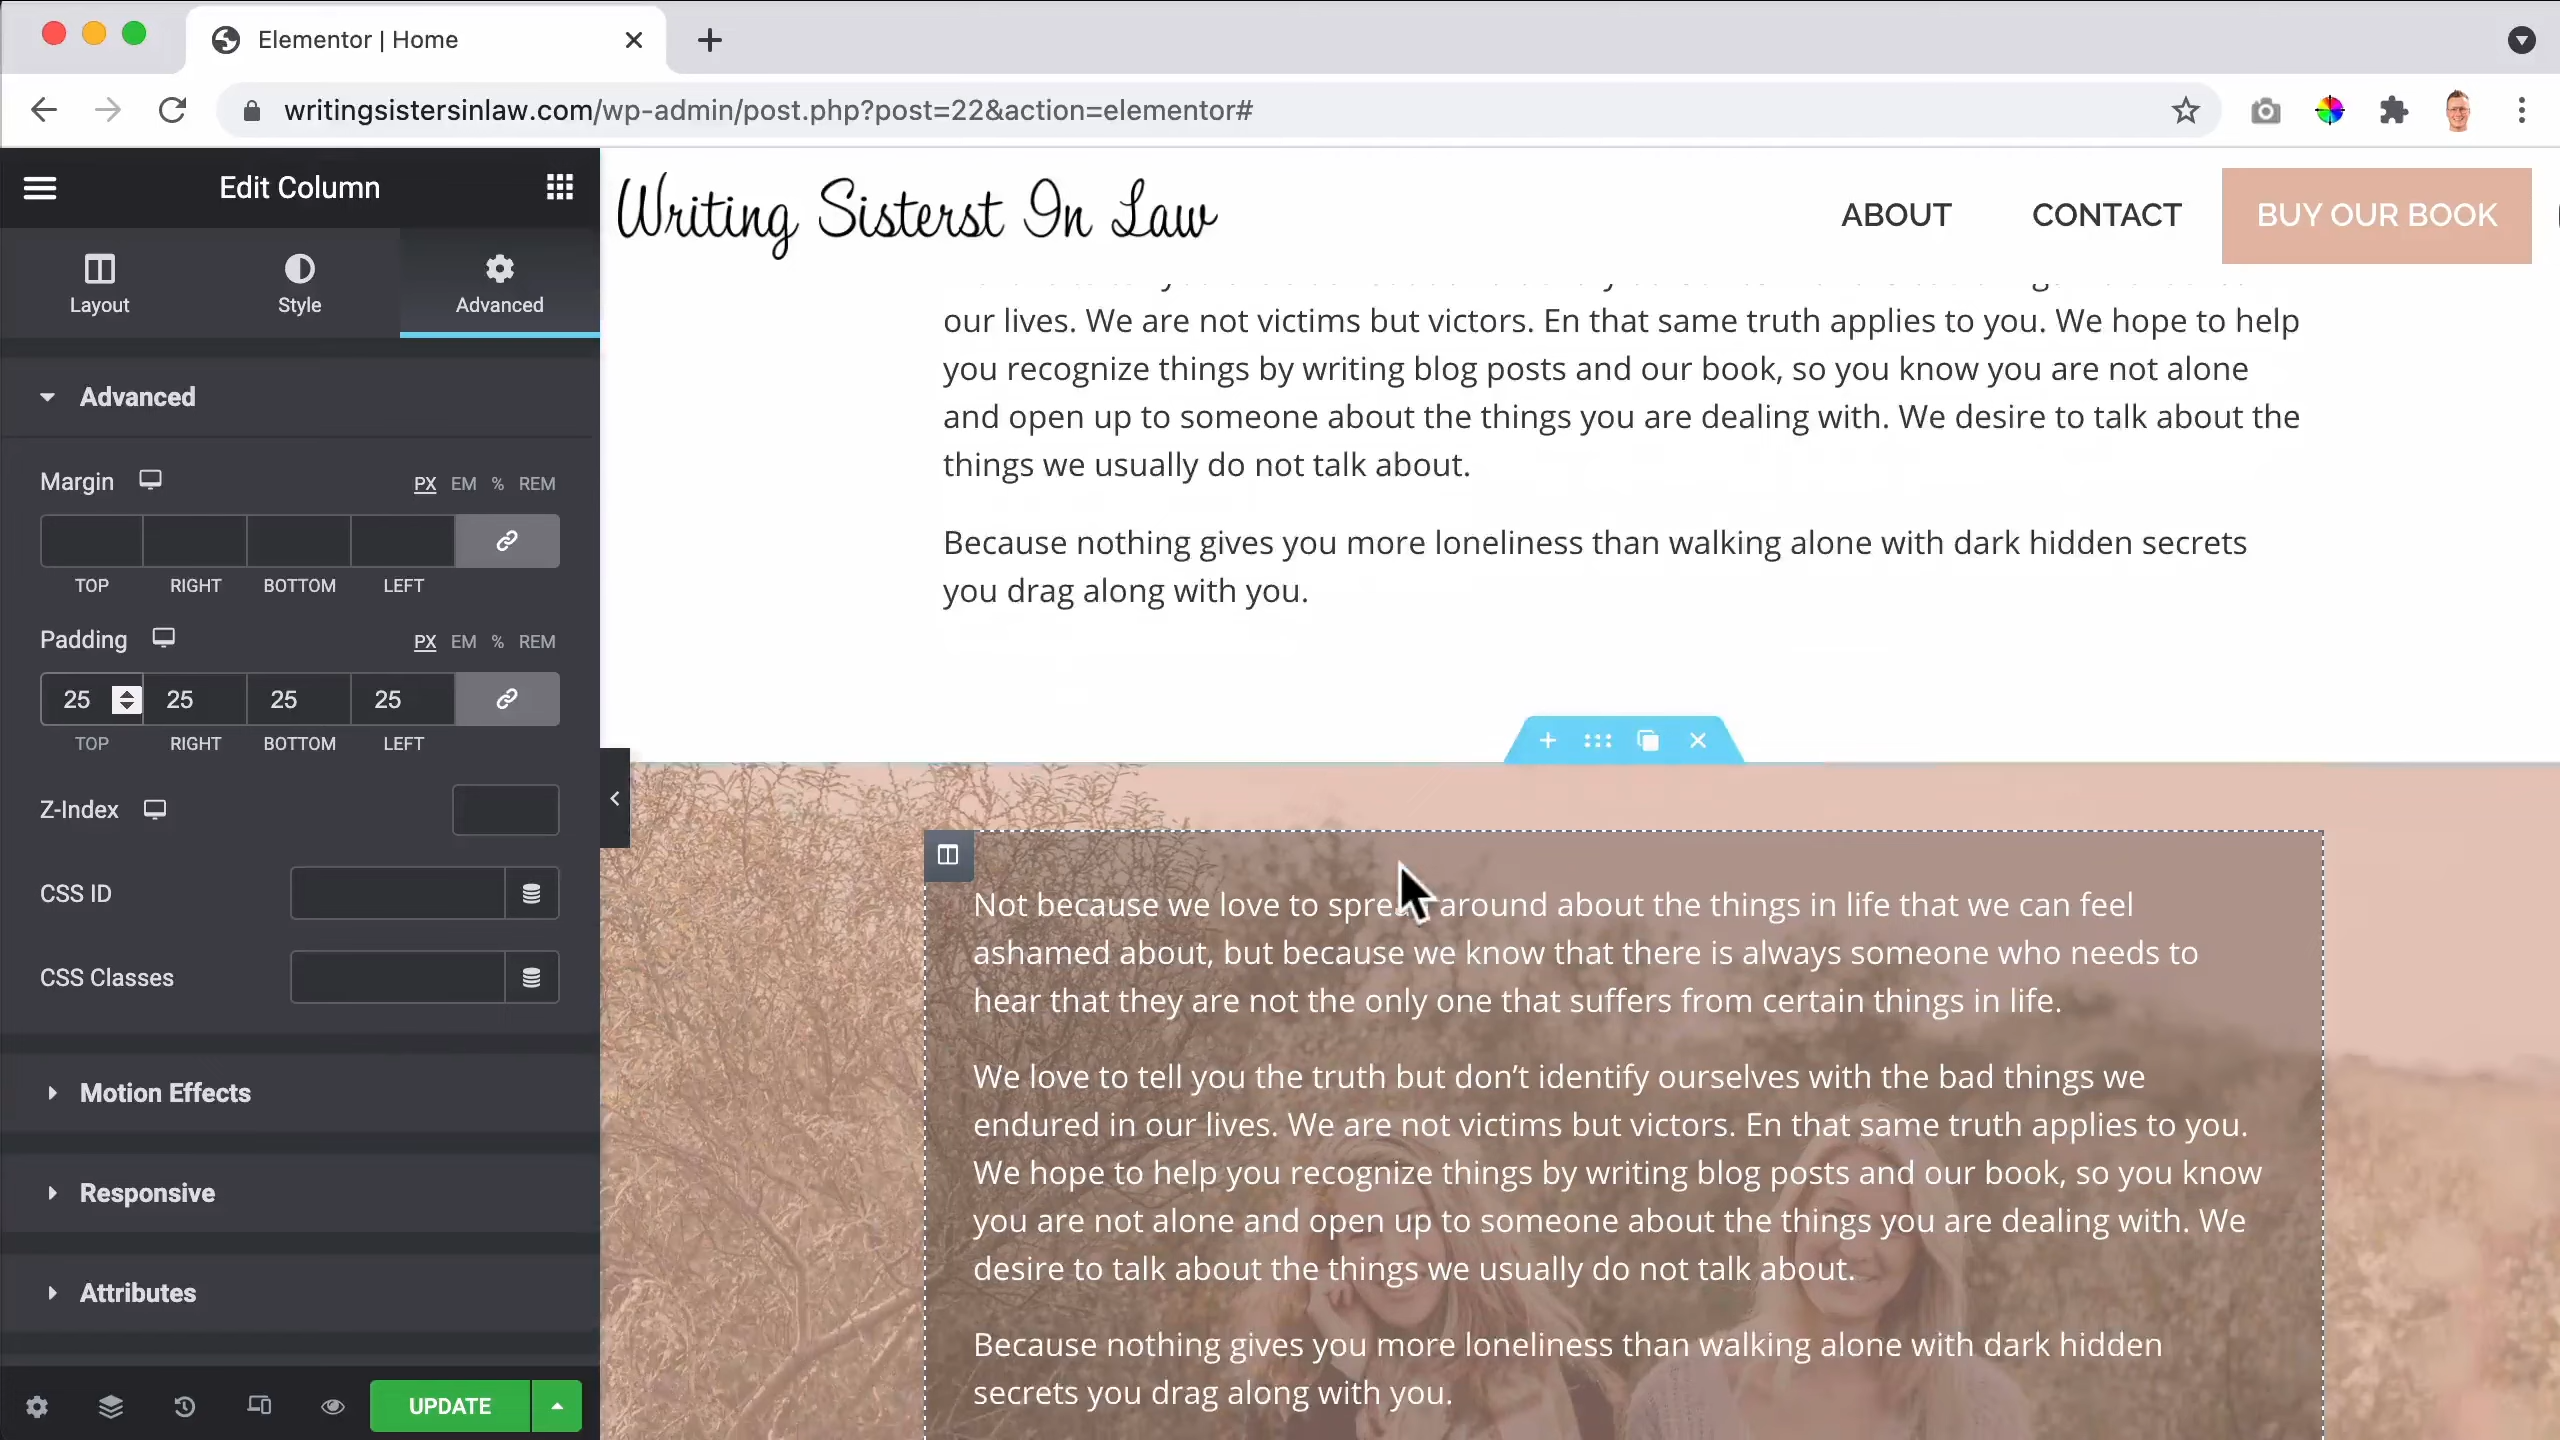 Elementor | Home
writingsistersinlaw.com/wp-admin/post.php?post=22&action=elementor#
Edit Column
Layout
Style
Advanced
Advanced
Margin
PX EM % REM
TOP RIGHT BOTTOM LEFT
Padding
PX EM % REM
25 25 25 25
TOP RIGHT BOTTOM LEFT
Z-Index
CSS ID
CSS Classes
Motion Effects
Responsive
Attributes
UPDATE
Writing Sisterst In Law
ABOUT
CONTACT
BUY OUR BOOK
our lives. We are not victims but victors. En that same truth applies to you. We hope to help
you recognize things by writing blog posts and our book, so you know you are not alone
and open up to someone about the things you are dealing with. We desire to talk about the
things we usually do not talk about.
Because nothing gives you more loneliness than walking alone with dark hidden secrets
you drag along with you.
Not because we love to around about the things in life that we can feel
ashamed about, but because we know that there is always someone who needs to
hear that they are not the only one that suffers from certain things in life.
We love to tell you the truth but don’t identify ourselves with the bad things we
endured in our lives. We are not victims but victors. En that same truth applies to you.
We hope to help you recognize things by writing blog posts and our book, so you know
you are not alone and open up to someone about the things you are dealing with. We
desire to talk about the things we usually do not talk about.
Because nothing gives you more loneliness than walking alone with dark hidden
secrets you drag along with you.